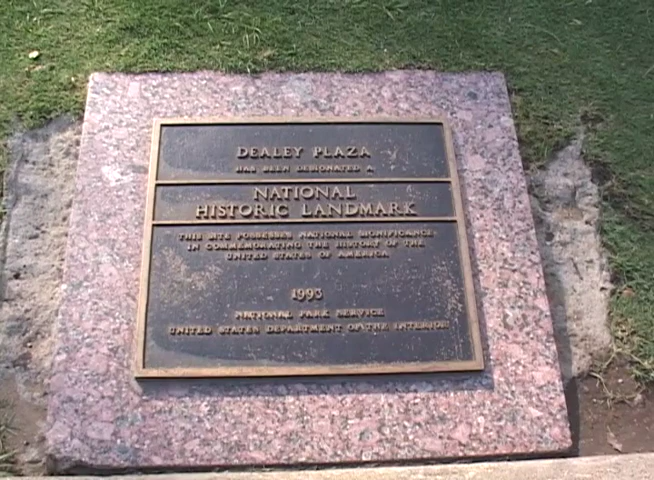 DEALEY PLAZA
HAS BEEN DESIGNATED A
NATIONAL
HISTORIC LANDMARK
THIS SITE POSSESSES NATIONAL SIGNIFICANCE
IN COMMEMORATING THE HISTORY OF THE
UNITED STATES OF AMERICA
1993
NATIONAL PARK SERVICE
UNITED STATES DEPARTMENT OF THE INTERIOR